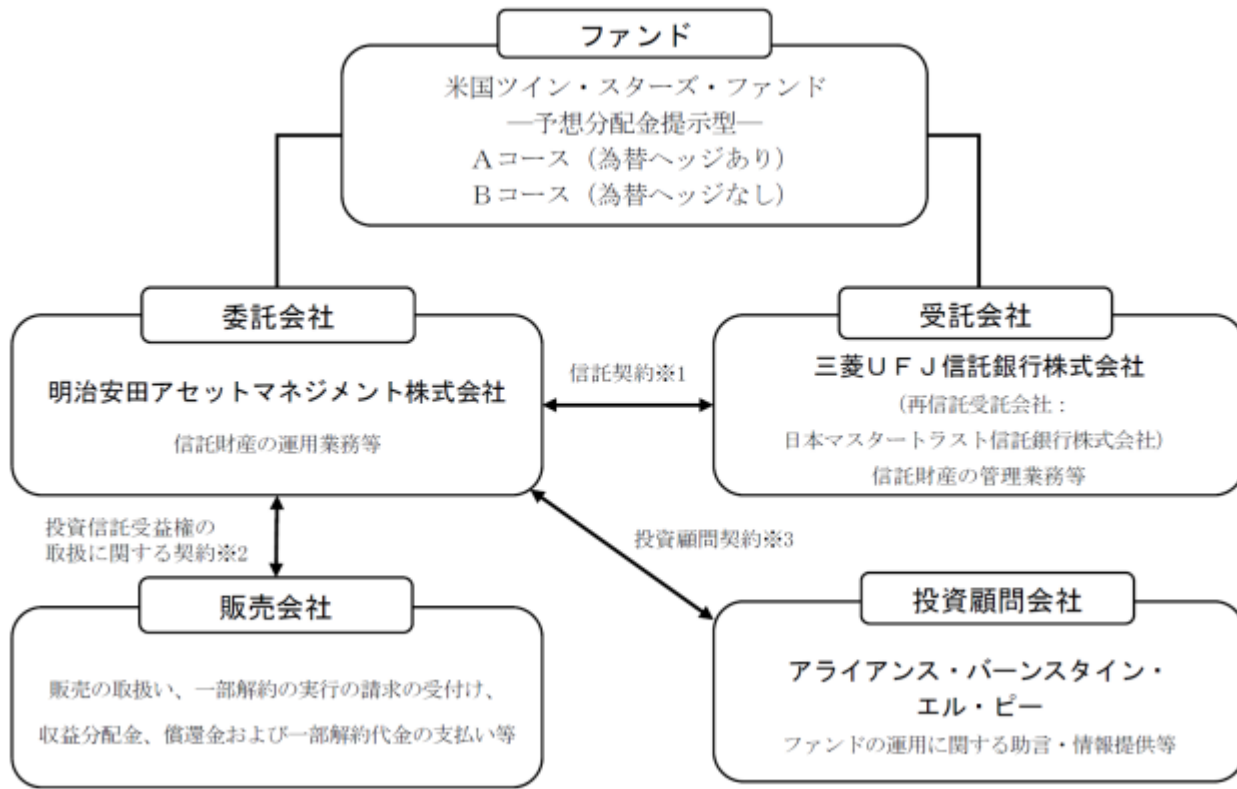 ファンド
米国ツイン・スターズ・ファンド
―予想分配金提示型―
Aコース（為替ヘッジあり）
Bコース（為替ヘッジなし）
委託会社
明治安田アセットマネジメント株式会社
信託財産の運用業務等
信託契約※1
受託会社
三菱UFJ信託銀行株式会社
（再信託受託会社：
日本マスタートラスト信託銀行株式会社）
信託財産の管理業務等
投資信託受益権の
取扱に関する契約※2
投資顧問契約※3
販売会社
販売の取扱い、一部解約の実行の請求の受付け、
収益分配金、償還金および一部解約代金の支払い等
投資顧問会社
アライアンス・バーンスタイン・
エル・ピー
ファンドの運用に関する助言・情報提供等